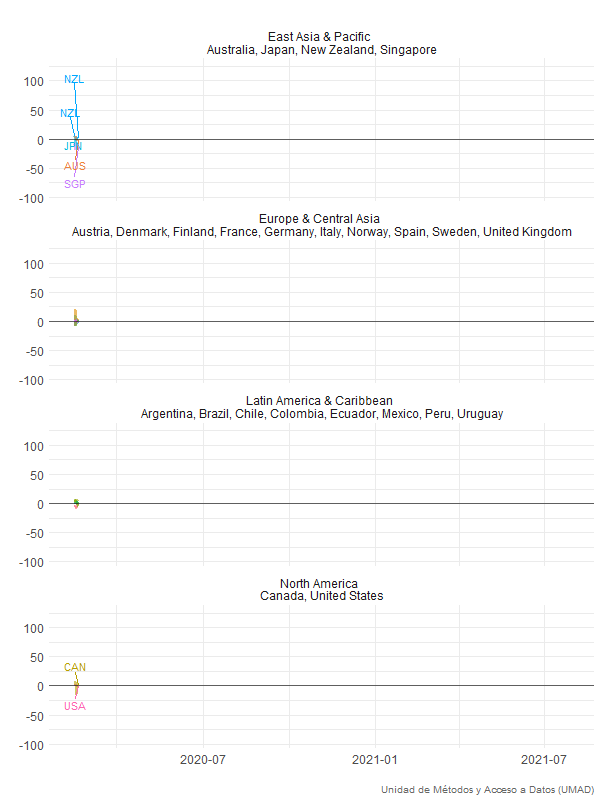 East Asia & Pacific
Australia, Japan, New Zealand, Singapore
100
50
0
-50
-100
NZL
NZL
JPN
AUS
SGP
Europe & Central Asia
Austria, Denmark, Finland, France, Germany, Italy, Norway, Spain, Sweden, United Kingdom
100
50
0
-50
-100
Latin America & Caribbean
Argentina, Brazil, Chile, Colombia, Ecuador, Mexico, Peru, Uruguay
100
50
0
-50
-100
North America
Canada, United States
100
50
0
-50
-100
CAN
USA
2020-07
2021-01
2021-07
Unidad de Métodos y Acceso a Datos (UMAD)